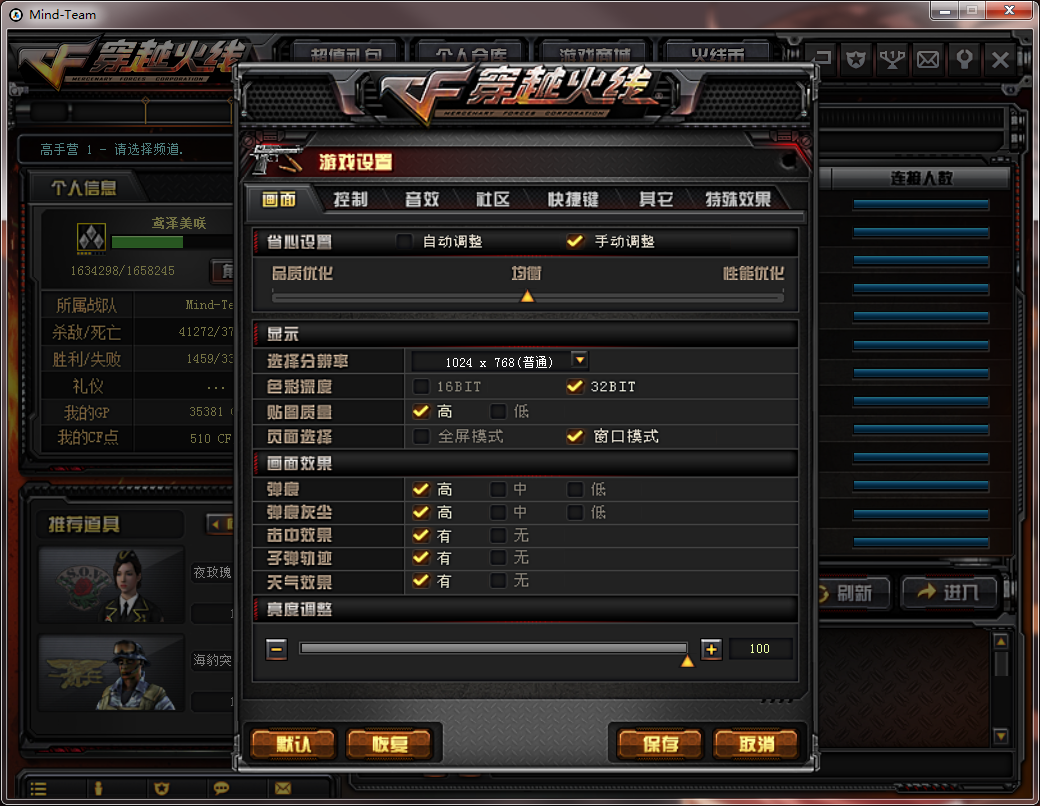 Mind-Team
穿越火线
MERCENARY FORCES CORPORATION
超值礼包 个人仓库 游戏商城 火线币
CF穿越火线
MERCENARY FORCES CORPORATION
高手营 1 - 请选择频道.
游戏设置
个人信息
连接人数
画面 控制 音效 社区 快捷键 其它 特殊效果
鸢泽美咲
1634298/1658245
省心设置 自动调整 手动调整
品质优化 均衡 性能优化
所属战队 Mind-Te
杀敌/死亡 41272/37
胜利/失败 1459/33
礼仪 ...
我的GP 35381
我的CF点 510 CF
显示
选择分辨率 1024 x 768(普通)
色彩深度 16BIT 32BIT
贴图质量 高 低
页面选择 全屏模式 窗口模式
画面效果
弹痕 高 中 低
弹痕灰尘 高 中 低
击中效果 有 无
子弹轨迹 有 无
天气效果 有 无
亮度调整
100
推荐道具
夜玫瑰
海豹突
刷新 进入
默认 恢复 保存 取消